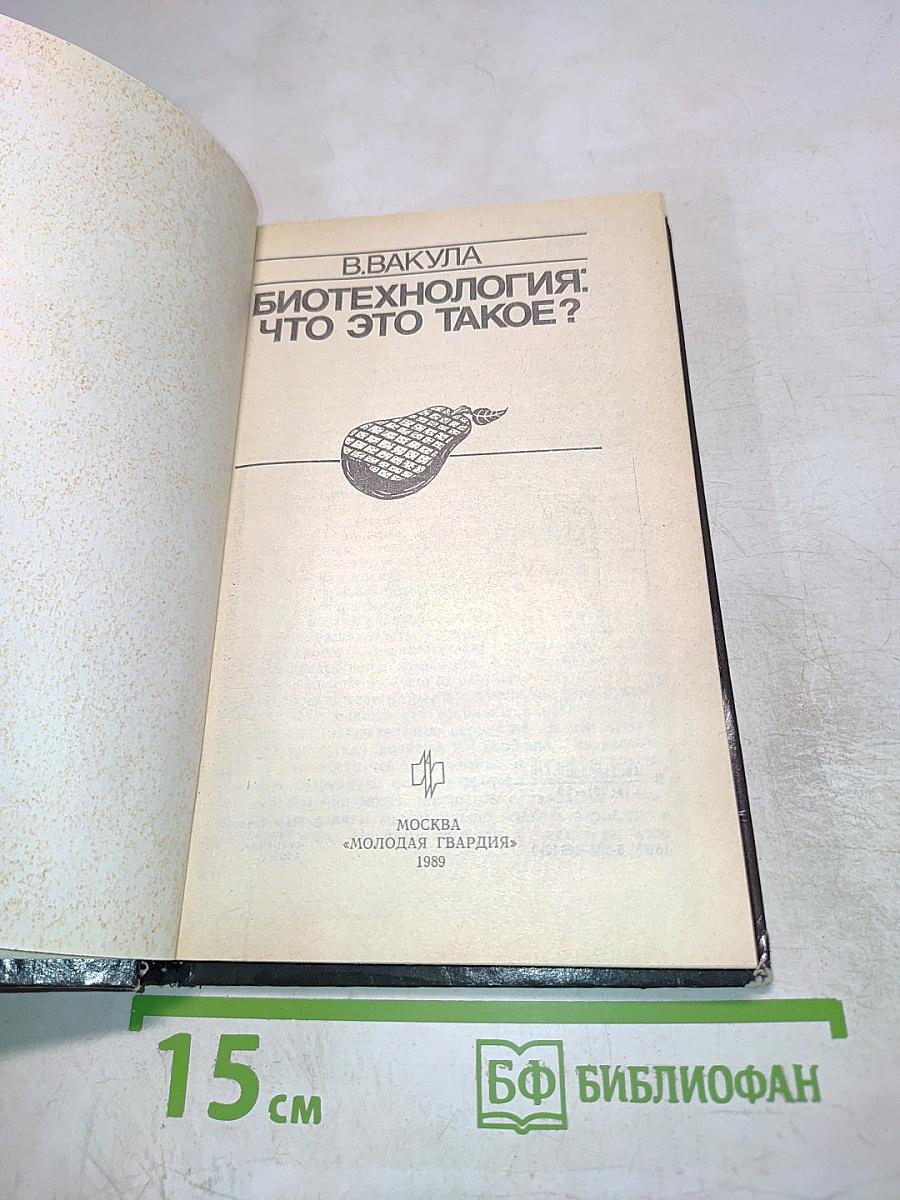 В.ВАКУЛА
БИОТЕХНОЛОГИЯ:
ЧТО ЭТО ТАКОЕ?
МОСКВА
«МОЛОДАЯ ГВАРДИЯ»
1989
15 см
БФ БИБЛИОФАН